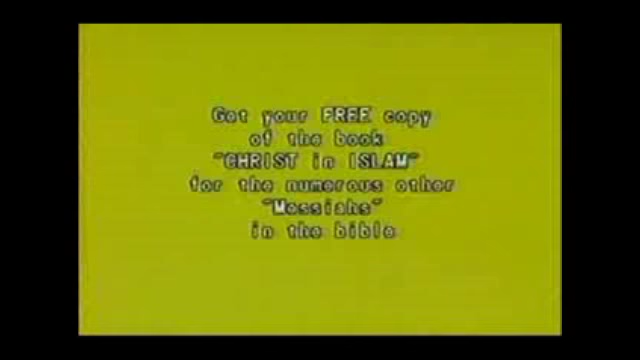 Get your FREE copy
of the book
"CHRIST in ISLAM"
for the numerous other
"Messiahs"
in the bible